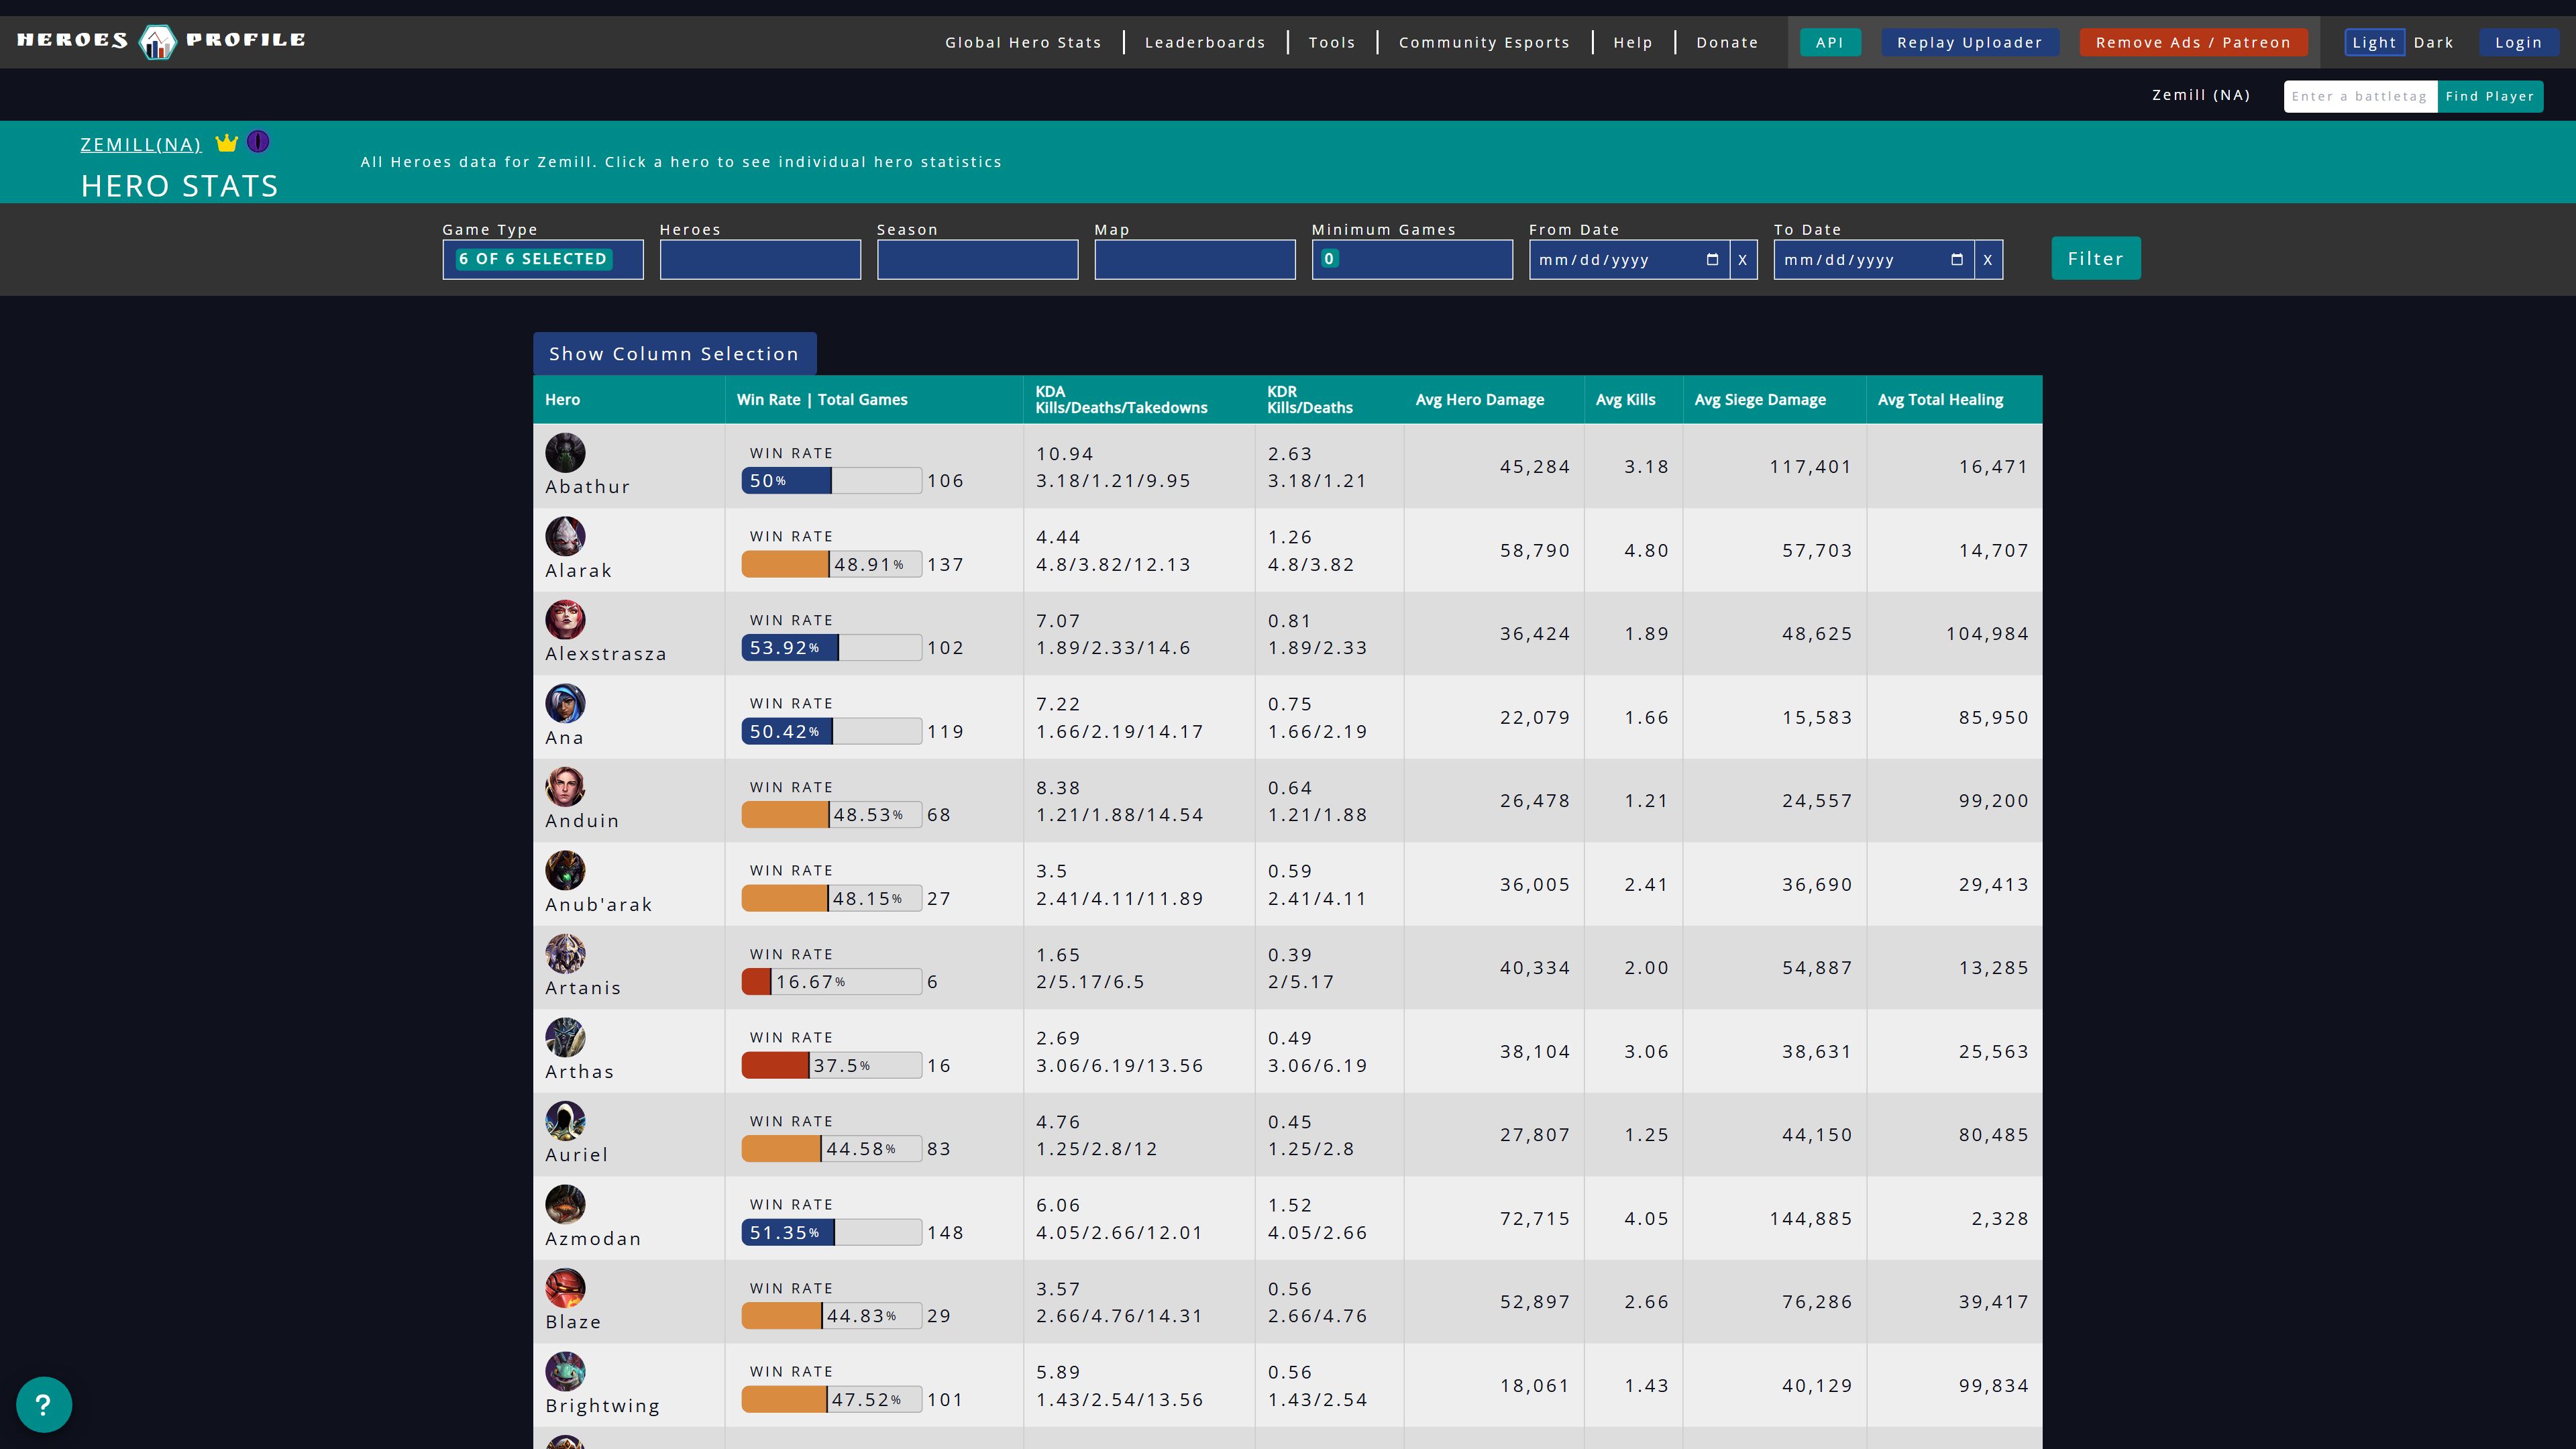 HEROES PROFILE
Global Hero Stats
Leaderboards
Tools
Community Esports
Help
Donate
API
Replay Uploader
Remove Ads / Patreon
Light
Dark
Login
Zemill (NA)
Enter a battletag
Find Player
ZEMILL(NA)
HERO STATS
All Heroes data for Zemill. Click a hero to see individual hero statistics
Game Type
Heroes
Season
Map
Minimum Games
From Date
To Date
6 OF 6 SELECTED
0
mm/dd/yyyy
X
mm/dd/yyyy
X
Filter
Show Column Selection
Hero
Win Rate | Total Games
KDA
Kills/Deaths/Takedowns
KDR
Kills/Deaths
Avg Hero Damage
Avg Kills
Avg Siege Damage
Avg Total Healing
Abathur
WIN RATE
50% 106
10.94
3.18/1.21/9.95
2.63
3.18/1.21
45,284
3.18
117,401
16,471
Alarak
WIN RATE
48.91% 137
4.44
4.8/3.82/12.13
1.26
4.8/3.82
58,790
4.80
57,703
14,707
Alexstrasza
WIN RATE
53.92% 102
7.07
1.89/2.33/14.6
0.81
1.89/2.33
36,424
1.89
48,625
104,984
Ana
WIN RATE
50.42% 119
7.22
1.66/2.19/14.17
0.75
1.66/2.19
22,079
1.66
15,583
85,950
Anduin
WIN RATE
48.53% 68
8.38
1.21/1.88/14.54
0.64
1.21/1.88
26,478
1.21
24,557
99,200
Anub'arak
WIN RATE
48.15% 27
3.5
2.41/4.11/11.89
0.59
2.41/4.11
36,005
2.41
36,690
29,413
Artanis
WIN RATE
16.67% 6
1.65
2/5.17/6.5
0.39
2/5.17
40,334
2.00
54,887
13,285
Arthas
WIN RATE
37.5% 16
2.69
3.06/6.19/13.56
0.49
3.06/6.19
38,104
3.06
38,631
25,563
Auriel
WIN RATE
44.58% 83
4.76
1.25/2.8/12
0.45
1.25/2.8
27,807
1.25
44,150
80,485
Azmodan
WIN RATE
51.35% 148
6.06
4.05/2.66/12.01
1.52
4.05/2.66
72,715
4.05
144,885
2,328
Blaze
WIN RATE
44.83% 29
3.57
2.66/4.76/14.31
0.56
2.66/4.76
52,897
2.66
76,286
39,417
Brightwing
WIN RATE
47.52% 101
5.89
1.43/2.54/13.56
0.56
1.43/2.54
18,061
1.43
40,129
99,834
?